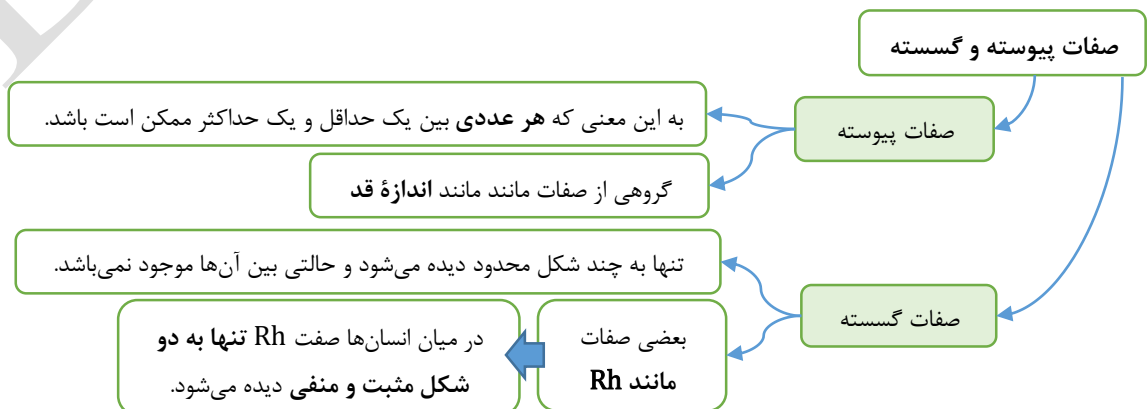 صفات پیوسته و گسسته
صفات پیوسته
به این معنی که هر عددی بین یک حداقل و یک حداکثر ممکن است باشد.
گروهی از صفات مانند مانند اندازهٔ قد
صفات گسسته
تنها به چند شکل محدود دیده می‌شود و حالتی بین آن‌ها موجود نمی‌باشد.
بعضی صفات
مانند Rh
در میان انسان‌ها صفت Rh تنها به دو
شکل مثبت و منفی دیده می‌شود.